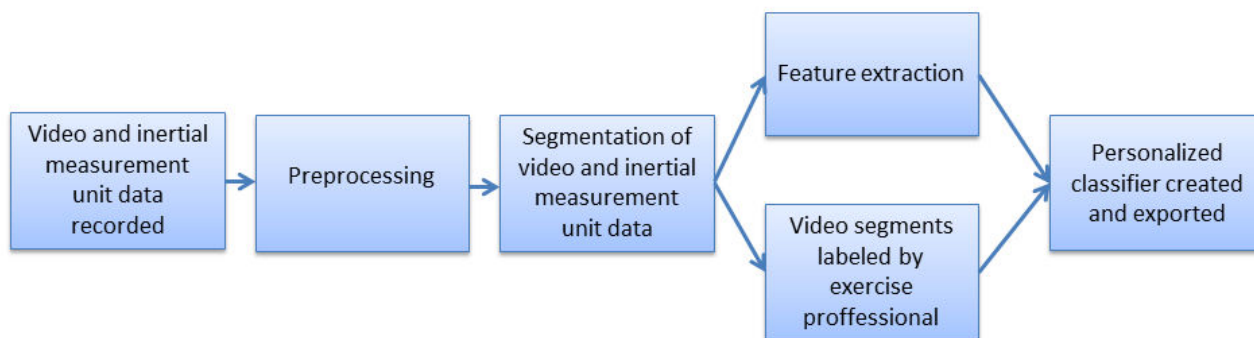 Video and inertial
measurement
unit data
recorded
Preprocessing
Segmentation of
video and inertial
measurement
unit data
Feature extraction
Video segments
labeled by
exercise
proffessional
Personalized
classifier created
and exported